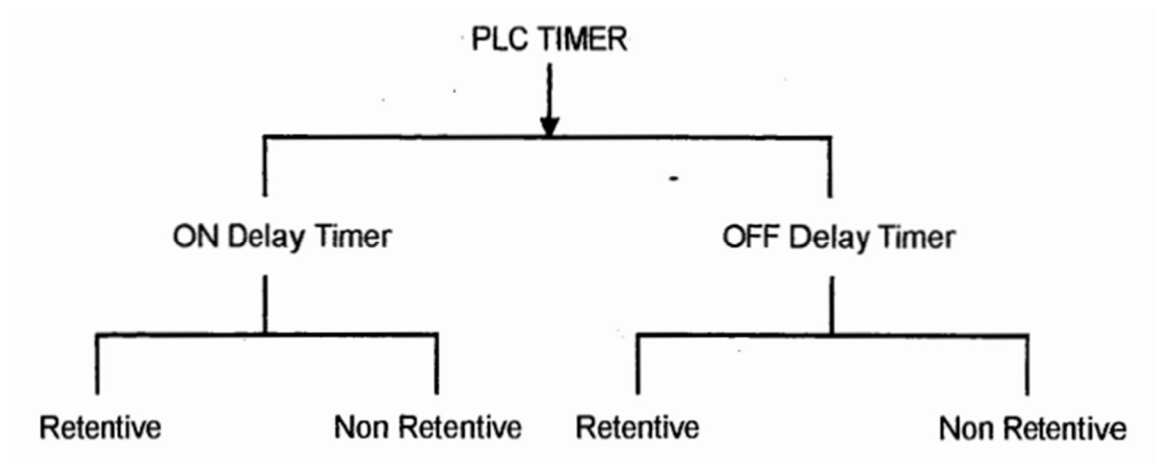 PLC TIMER
ON Delay Timer
OFF Delay Timer
Retentive
Non Retentive
Retentive
Non Retentive